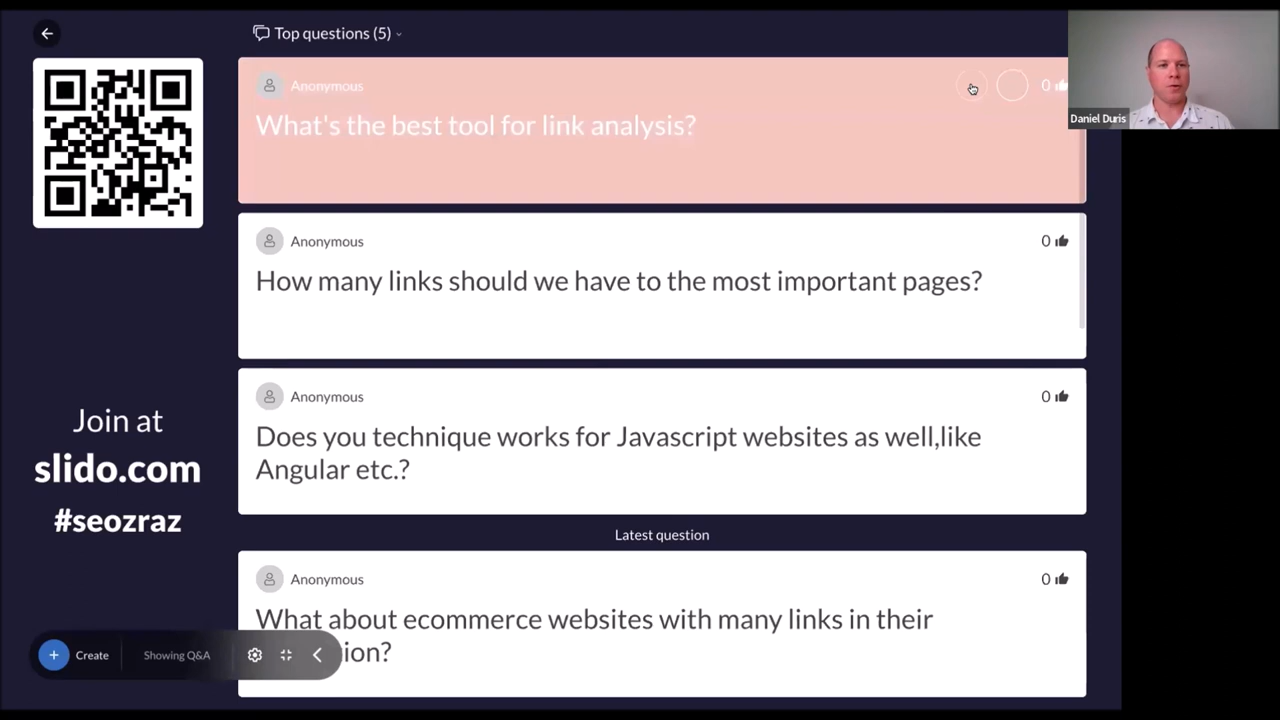 Top questions (5)
Anonymous
0
What's the best tool for link analysis?
Daniel Duris
Anonymous
0
How many links should we have to the most important pages?
Anonymous
0
Does you technique works for Javascript websites as well,like
Angular etc.?
Join at
slido.com
#seozraz
Latest question
Anonymous
0
What about ecommerce websites with many links in their
ion?
Create
Showing Q&A